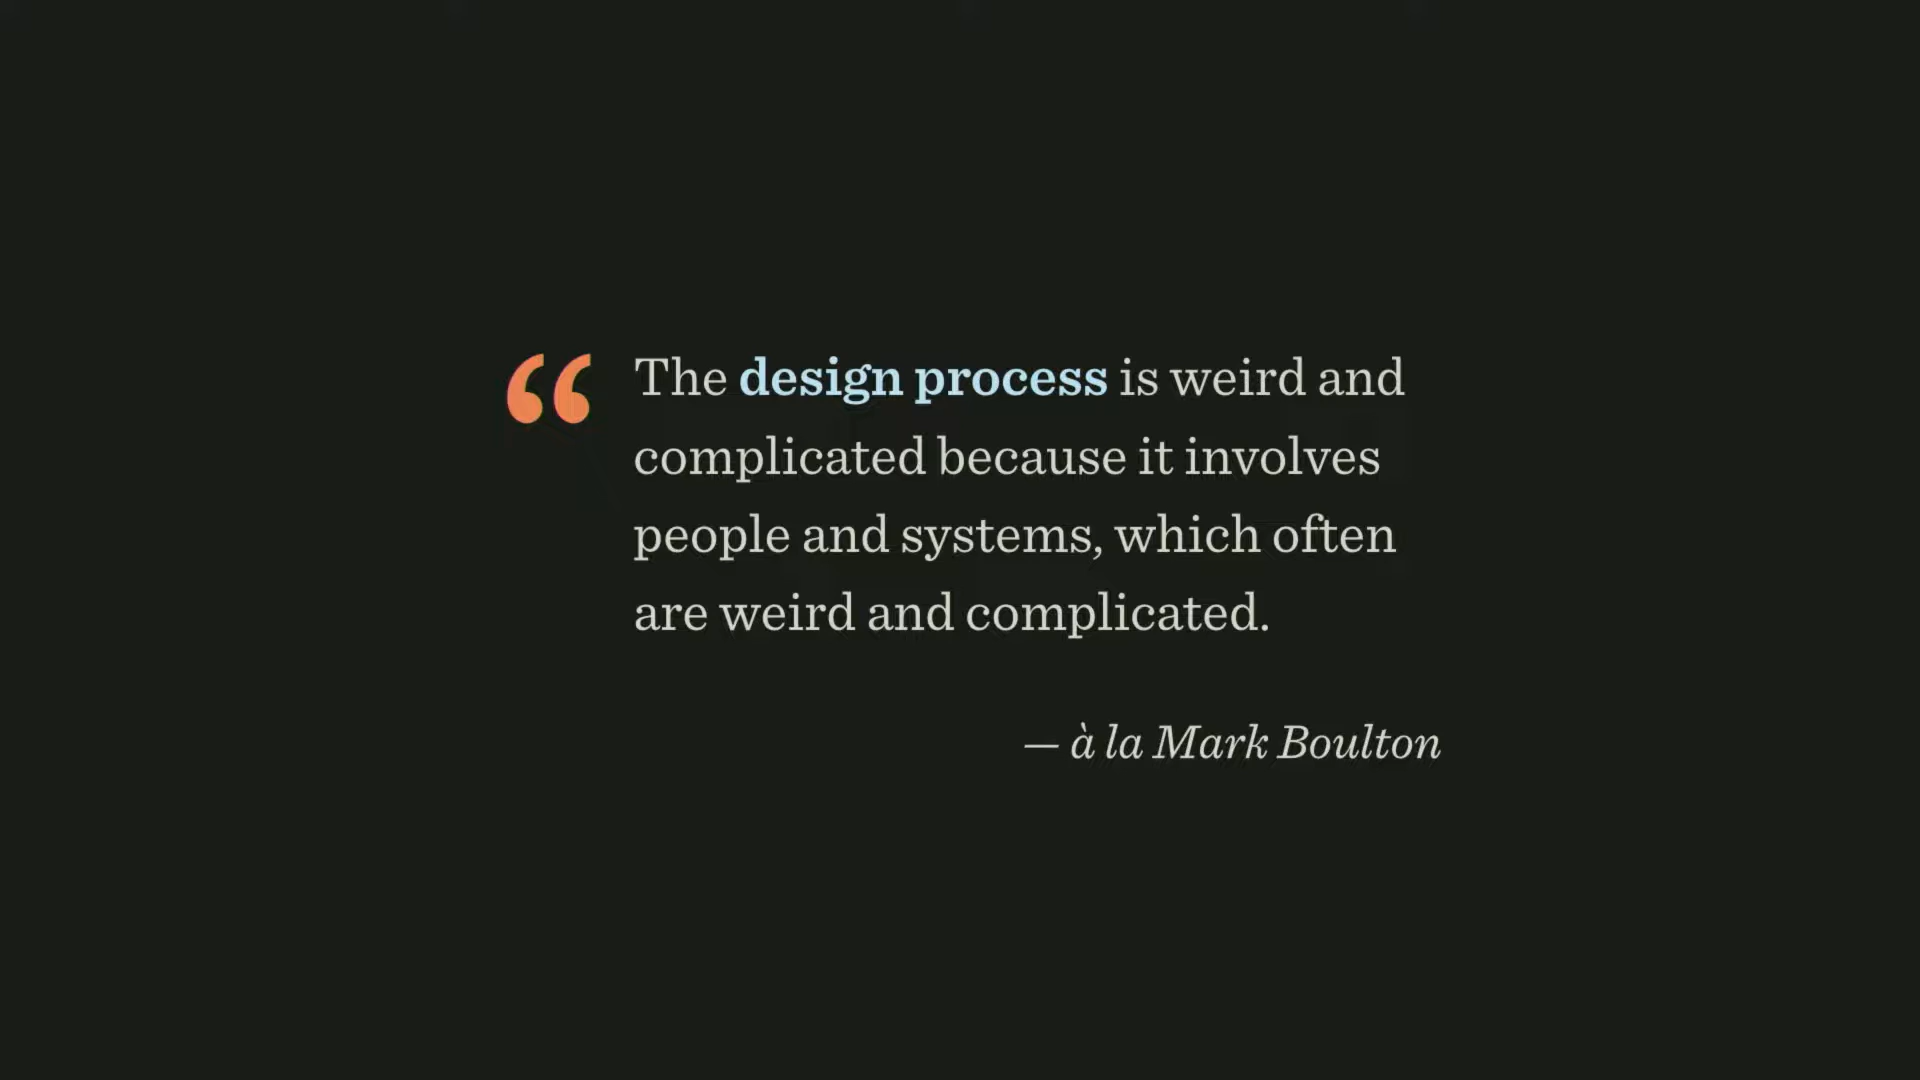 “ The design process is weird and
complicated because it involves
people and systems, which often
are weird and complicated.
— à la Mark Boulton